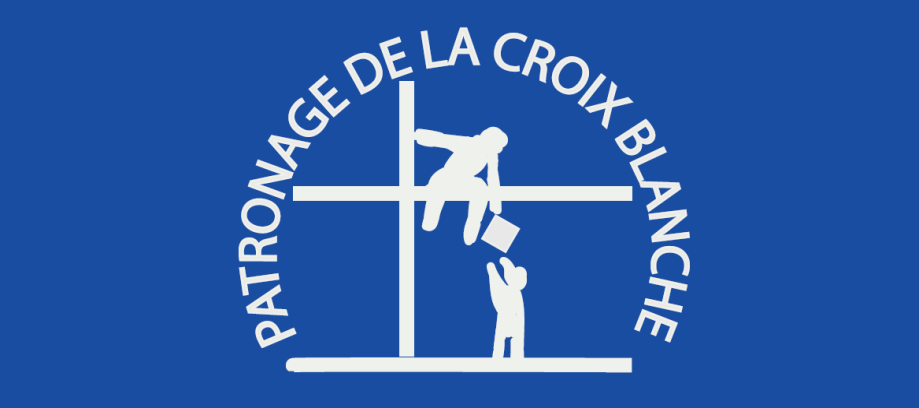 PATRONAGE DE LA CROIX BLANCHE